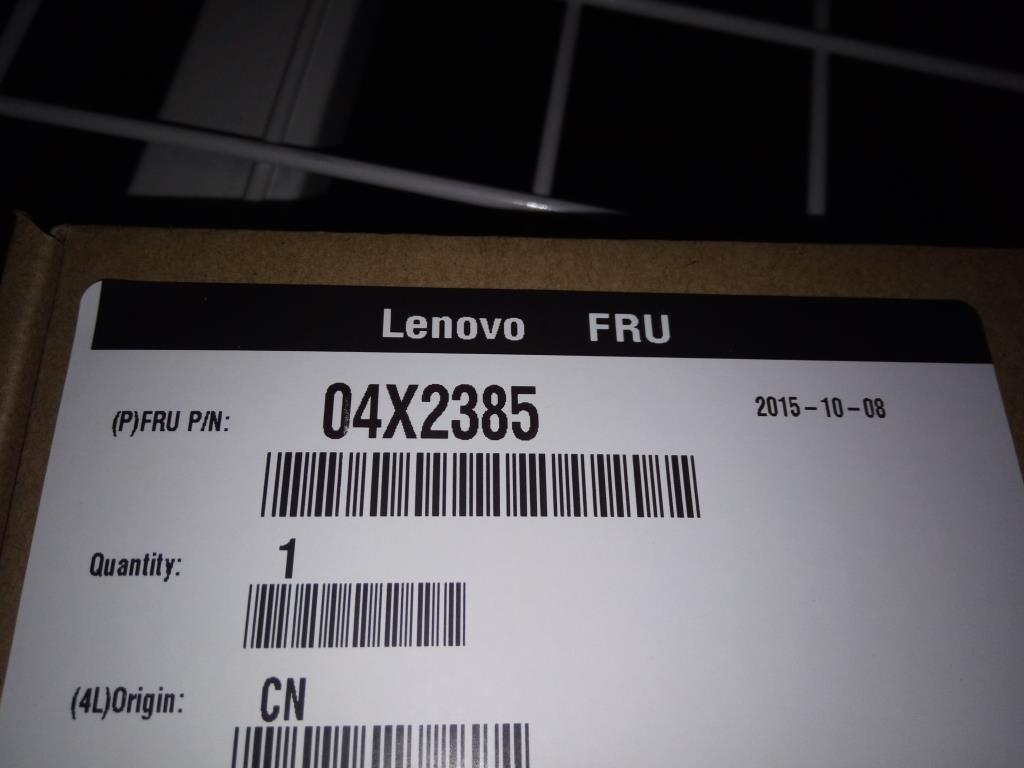 Lenovo FRU
(P)FRU P/N: 04X2385 2015-10-08
Quantity: 1
(4L)Origin: CN